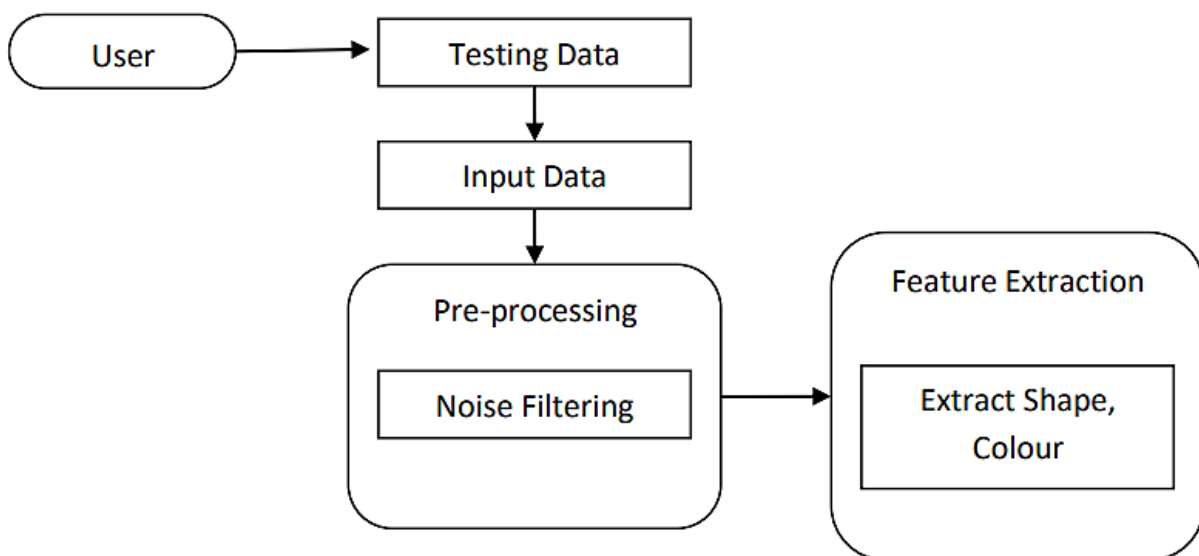 User
Testing Data
Input Data
Pre-processing
Noise Filtering
Feature Extraction
Extract Shape,
Colour